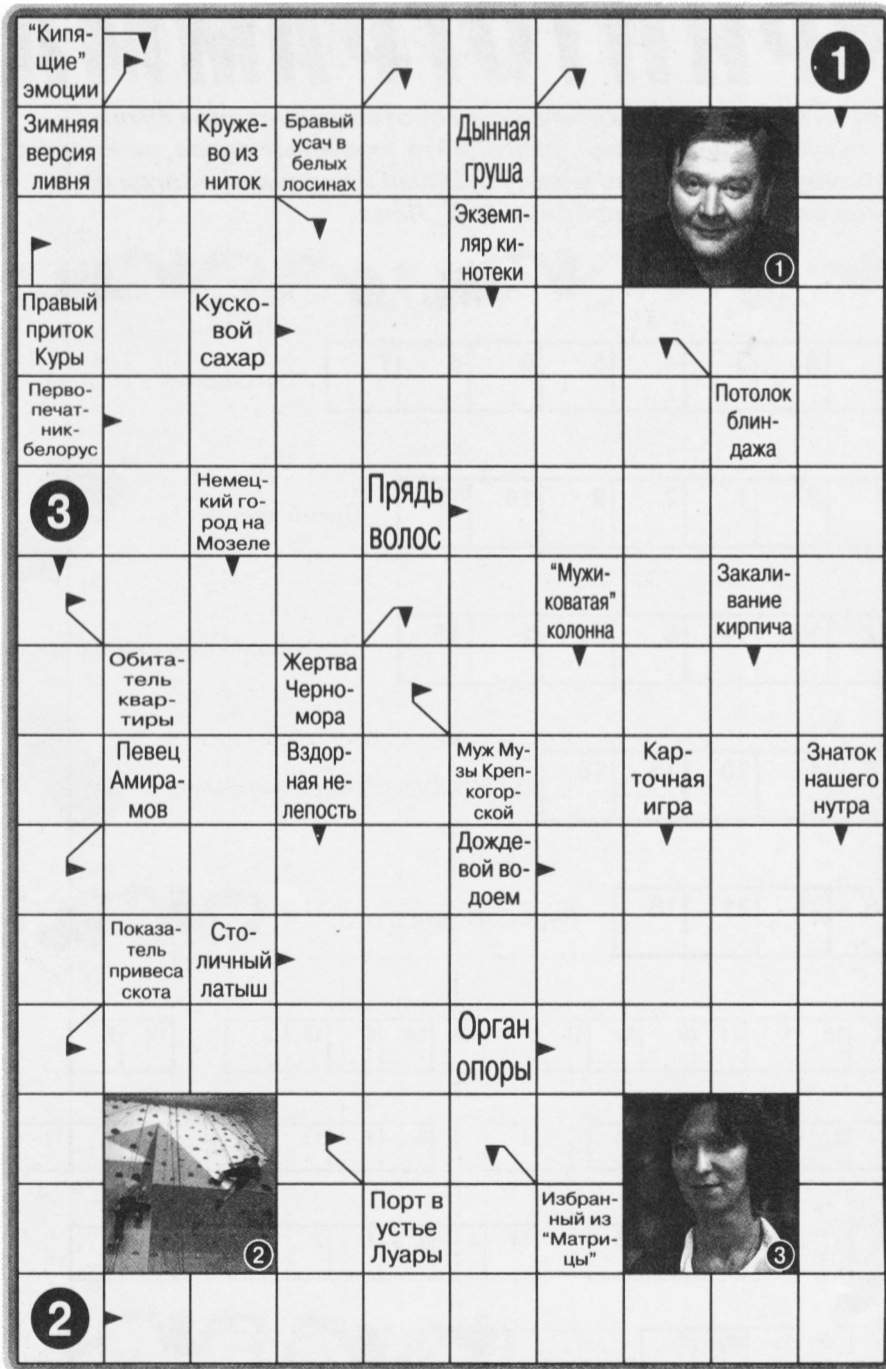 “Кипя-
щие”
эмоции
1
Зимняя
версия
ливня
Круже-
во из
ниток
Бравый
усач в
белых
лосинах
Дынная
груша
Экземп-
ляр ки-
нотеки
1
Правый
приток
Куры
Куско-
вой
сахар
Перво-
печат-
ник-
белорус
Потолок
блин-
дажа
3
Немец-
кий го-
род на
Мозеле
Прядь
волос
“Мужи-
коватая”
колонна
Закали-
вание
кирпича
Обита-
тель
квар-
тиры
Жертва
Черно-
мора
Певец
Амира-
мов
Вздор-
ная не-
лепость
Муж Му-
зы Креп-
когор-
ской
Кар-
точная
игра
Знаток
нашего
нутра
Дожде-
вой во-
доем
Показа-
тель
привеса
скота
Сто-
личный
латыш
Орган
опоры
2
Порт в
устье
Луары
Избран-
ный из
“Матри-
цы”
3
2